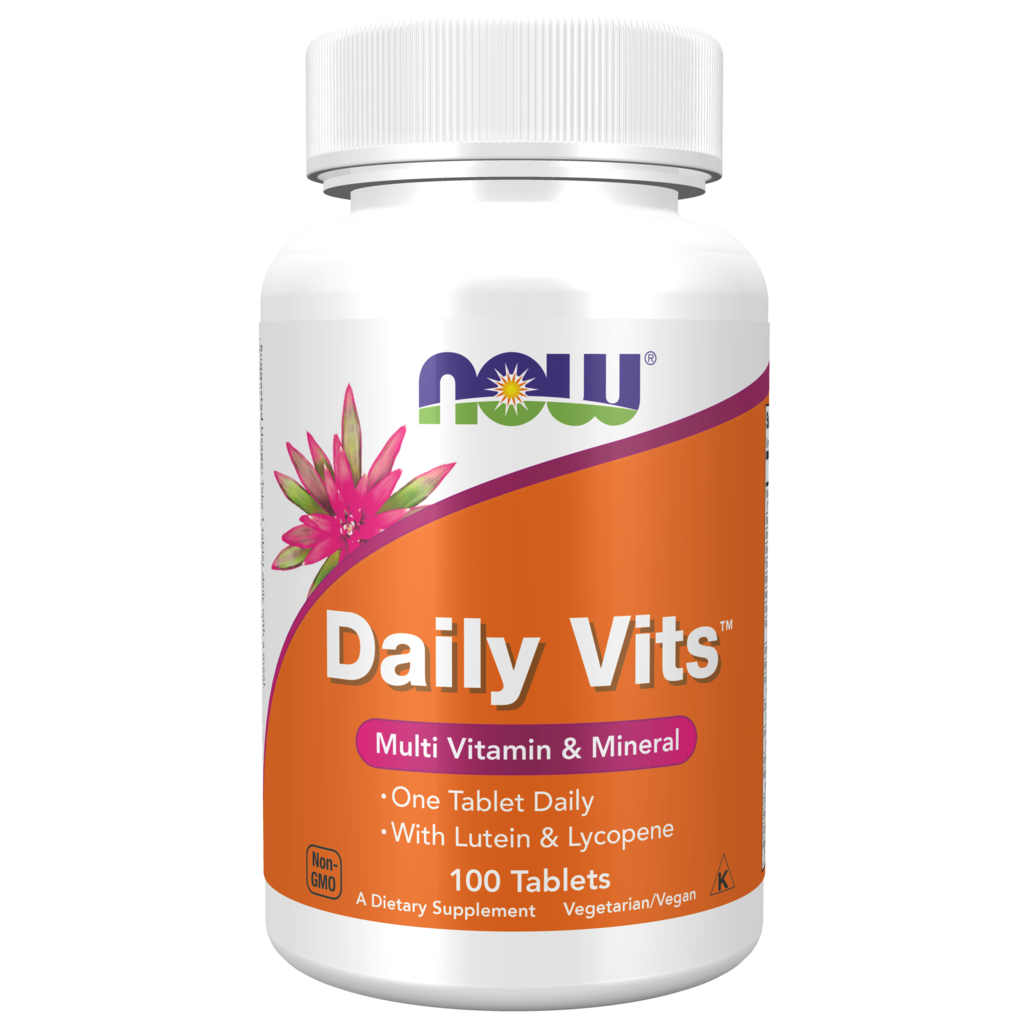 now®
Daily Vits™
Multi Vitamin & Mineral
• One Tablet Daily
• With Lutein & Lycopene
100 Tablets
Non-
GMO
A Dietary Supplement
Vegetarian/Vegan
K